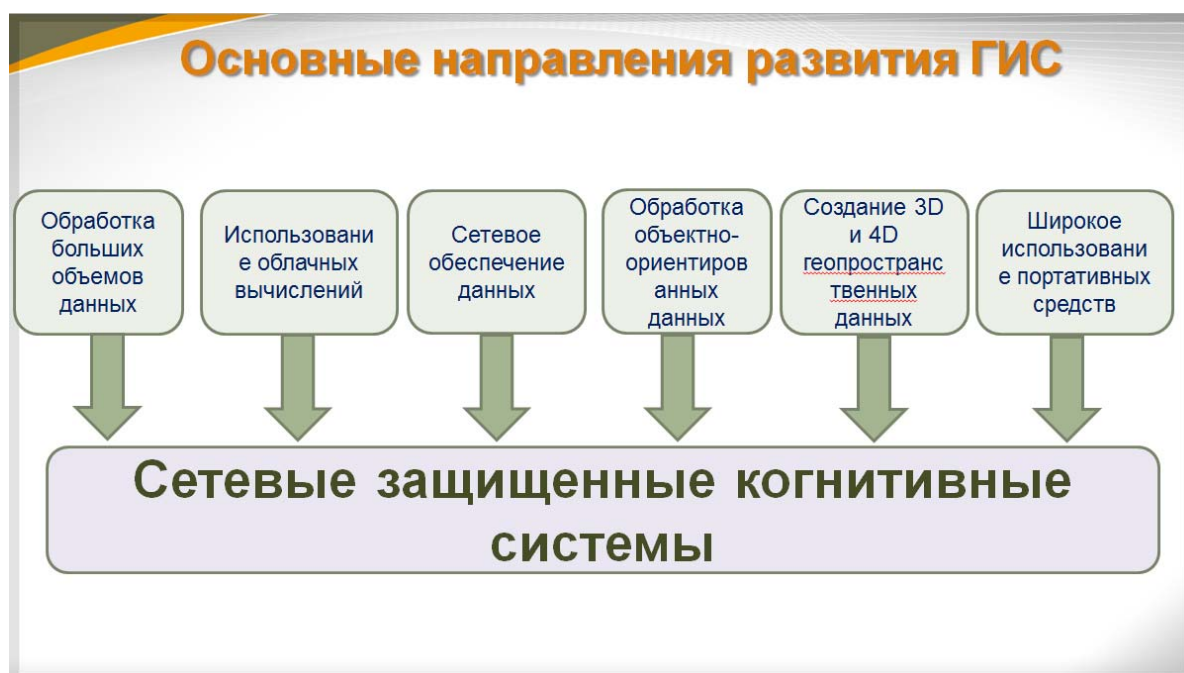 Основные направления развития ГИС
Обработка
больших
объемов
данных
Использовани
е облачных
вычислений
Сетевое
обеспечение
данных
Обработка
объектно-
ориентиров
анных
данных
Создание 3D
и 4D
геопространс
твенных
данных
Широкое
использовани
е портативных
средств
Сетевые защищенные когнитивные
системы